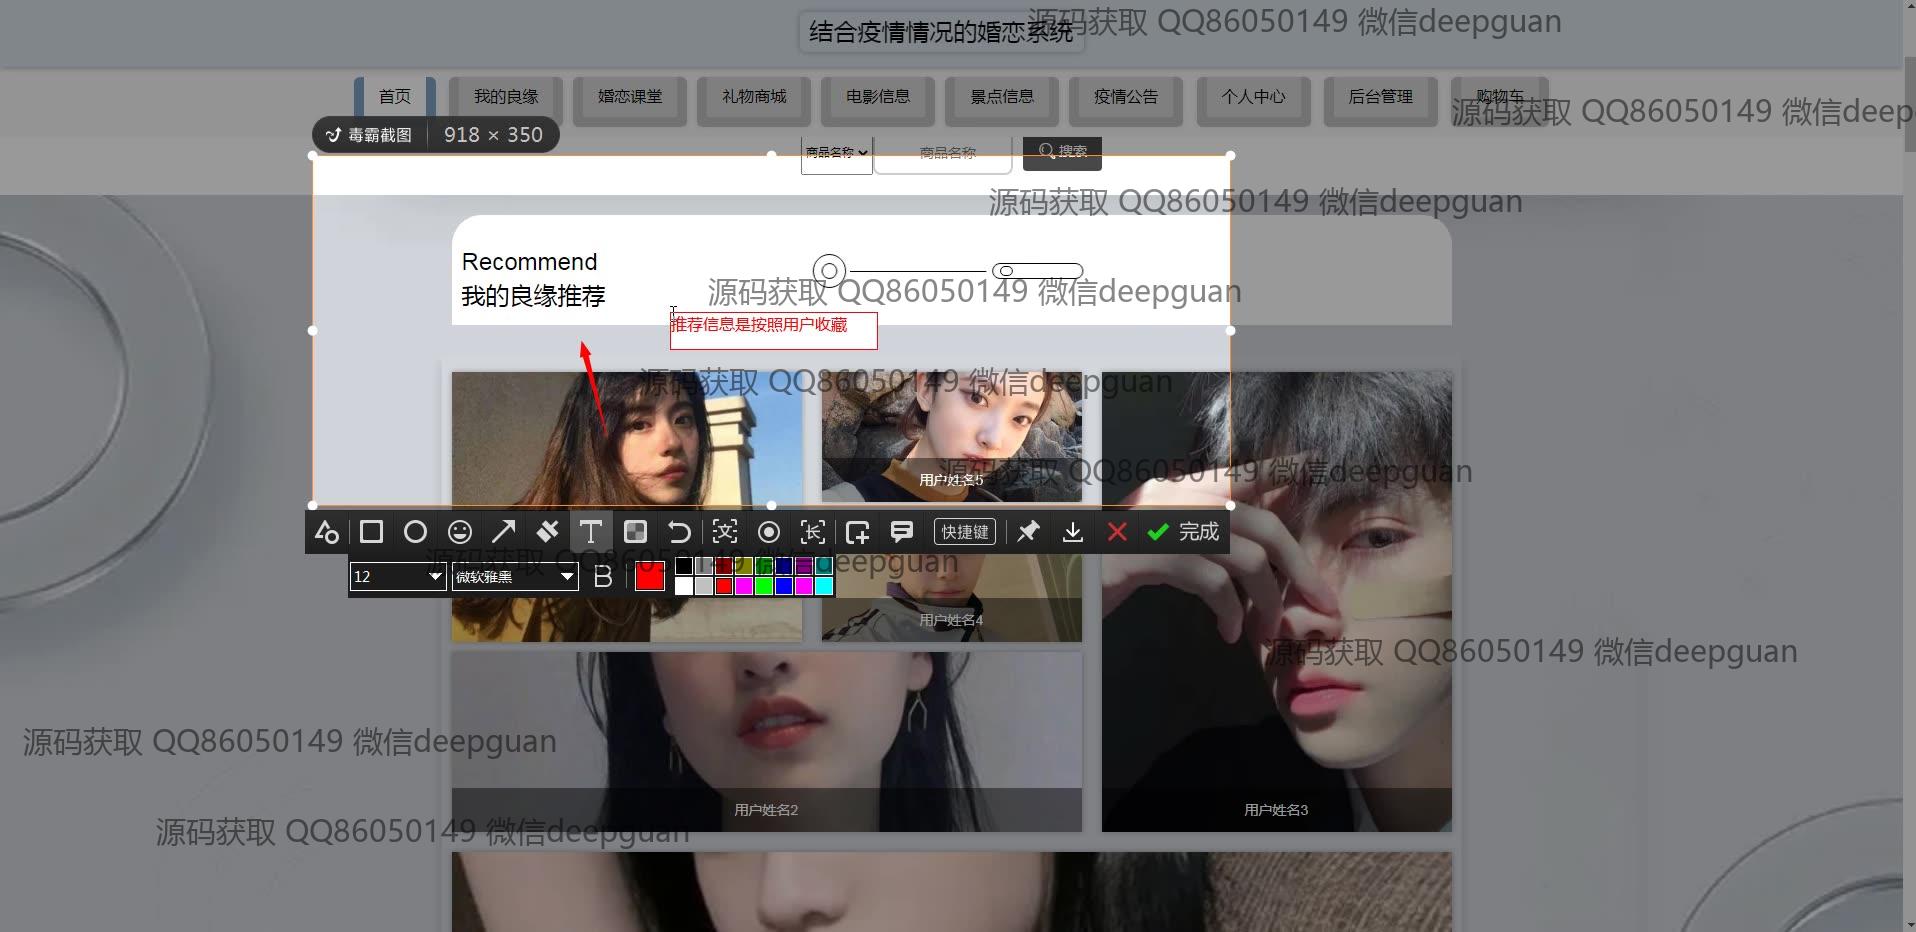 结合疫情情况的婚恋系统
源码获取 QQ86050149 微信deepguan
首页
我的良缘
婚恋课堂
礼物商城
电影信息
景点信息
疫情公告
个人中心
后台管理
购物车
源码获取 QQ86050149 微信deep
毒霸截图
918 × 350
商品名称
商品名称
搜索
源码获取 QQ86050149 微信deepguan
Recommend
我的良缘推荐
源码获取 QQ86050149 微信deepguan
推荐信息是按照用户收藏
源码获取 QQ86050149 微信deepguan
源码获取 QQ86050149 微信deepguan
用户姓名5
T
文
长
快捷键
完成
源码获取 QQ86050149 微信deepguan
12
微软雅黑
B
用户姓名4
源码获取 QQ86050149 微信deepguan
源码获取 QQ86050149 微信deepguan
用户姓名2
用户姓名3
源码获取 QQ86050149 微信deepguan